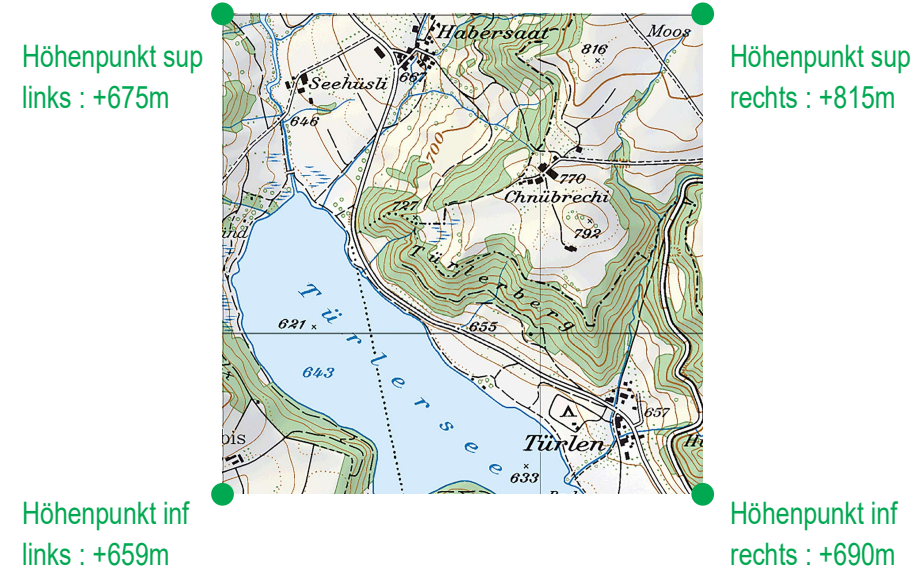 Höhenpunkt sup
links : +675m
Höhenpunkt sup
rechts : +815m
Habersaat
816
Moos
667
Seehüsli
646
700
770
Chnübrechi
727
792
Türlerberg
Türlersee
621
655
643
657
Türlen
633
Höhenpunkt inf
links : +659m
Höhenpunkt inf
rechts : +690m